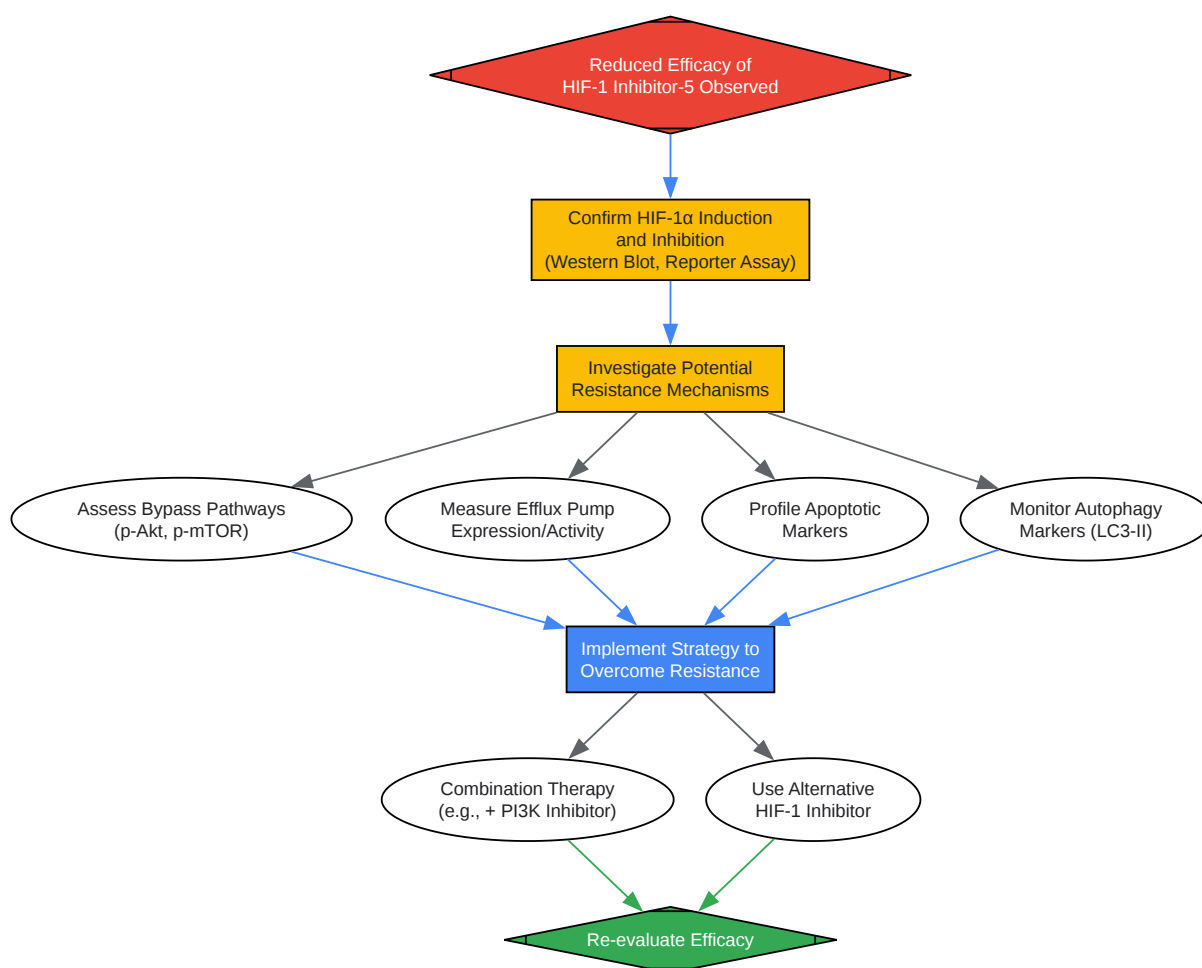 Reduced Efficacy of
HIF-1 Inhibitor-5 Observed
Confirm HIF-1α Induction
and Inhibition
(Western Blot, Reporter Assay)
Investigate Potential
Resistance Mechanisms
Assess Bypass Pathways
(p-Akt, p-mTOR)
Measure Efflux Pump
Expression/Activity
Profile Apoptotic
Markers
Monitor Autophagy
Markers (LC3-II)
Implement Strategy to
Overcome Resistance
Combination Therapy
(e.g., + PI3K Inhibitor)
Use Alternative
HIF-1 Inhibitor
Re-evaluate Efficacy